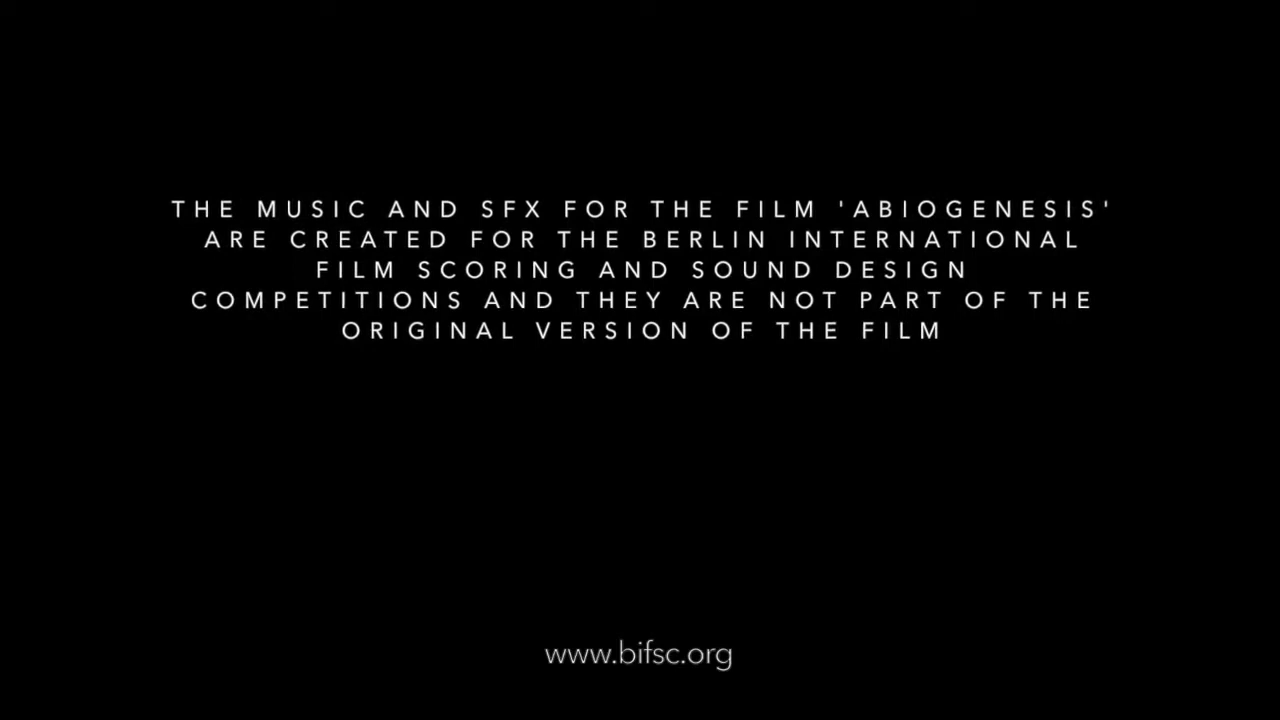 THE MUSIC AND SFX FOR THE FILM 'ABIOGENESIS'
ARE CREATED FOR THE BERLIN INTERNATIONAL
FILM SCORING AND SOUND DESIGN
COMPETITIONS AND THEY ARE NOT PART OF THE
ORIGINAL VERSION OF THE FILM
www.bifsc.org